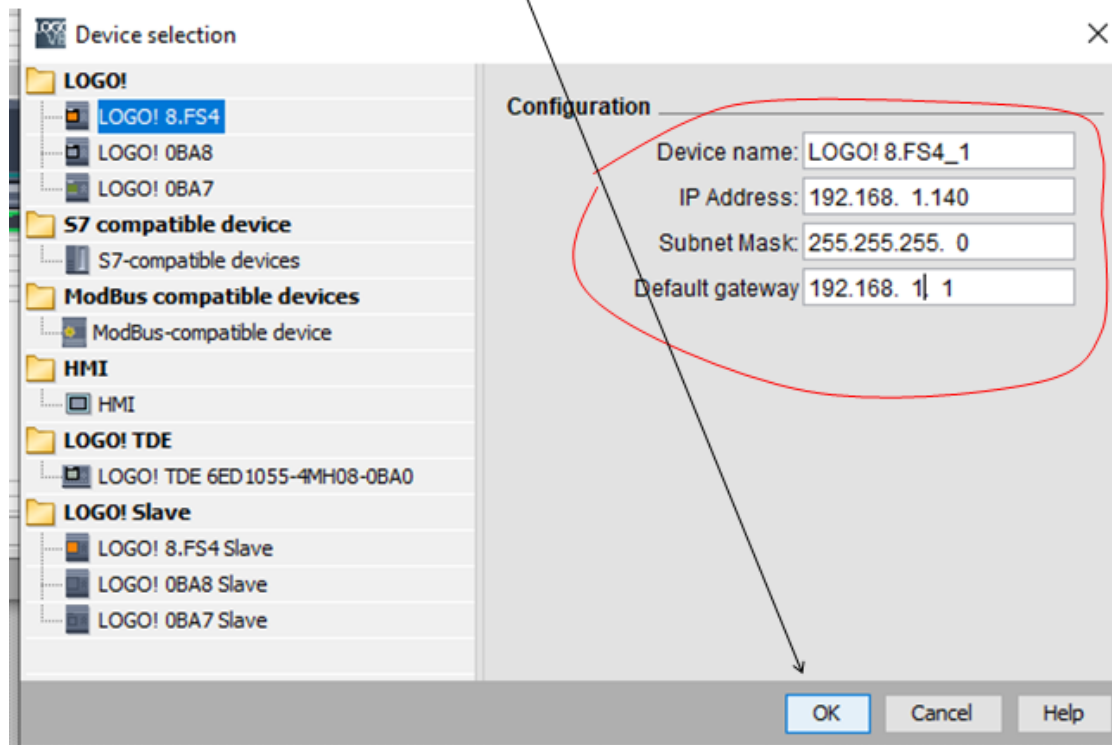 Device selection
LOGO!
LOGO! 8.FS4
LOGO! 0BA8
LOGO! 0BA7
S7 compatible device
S7-compatible devices
ModBus compatible devices
ModBus-compatible device
HMI
HMI
LOGO! TDE
LOGO! TDE 6ED1055-4MH08-0BA0
LOGO! Slave
LOGO! 8.FS4 Slave
LOGO! 0BA8 Slave
LOGO! 0BA7 Slave
Configuration
Device name: LOGO! 8.FS4_1
IP Address: 192.168. 1.140
Subnet Mask: 255.255.255. 0
Default gateway 192.168. 1. 1
OK Cancel Help